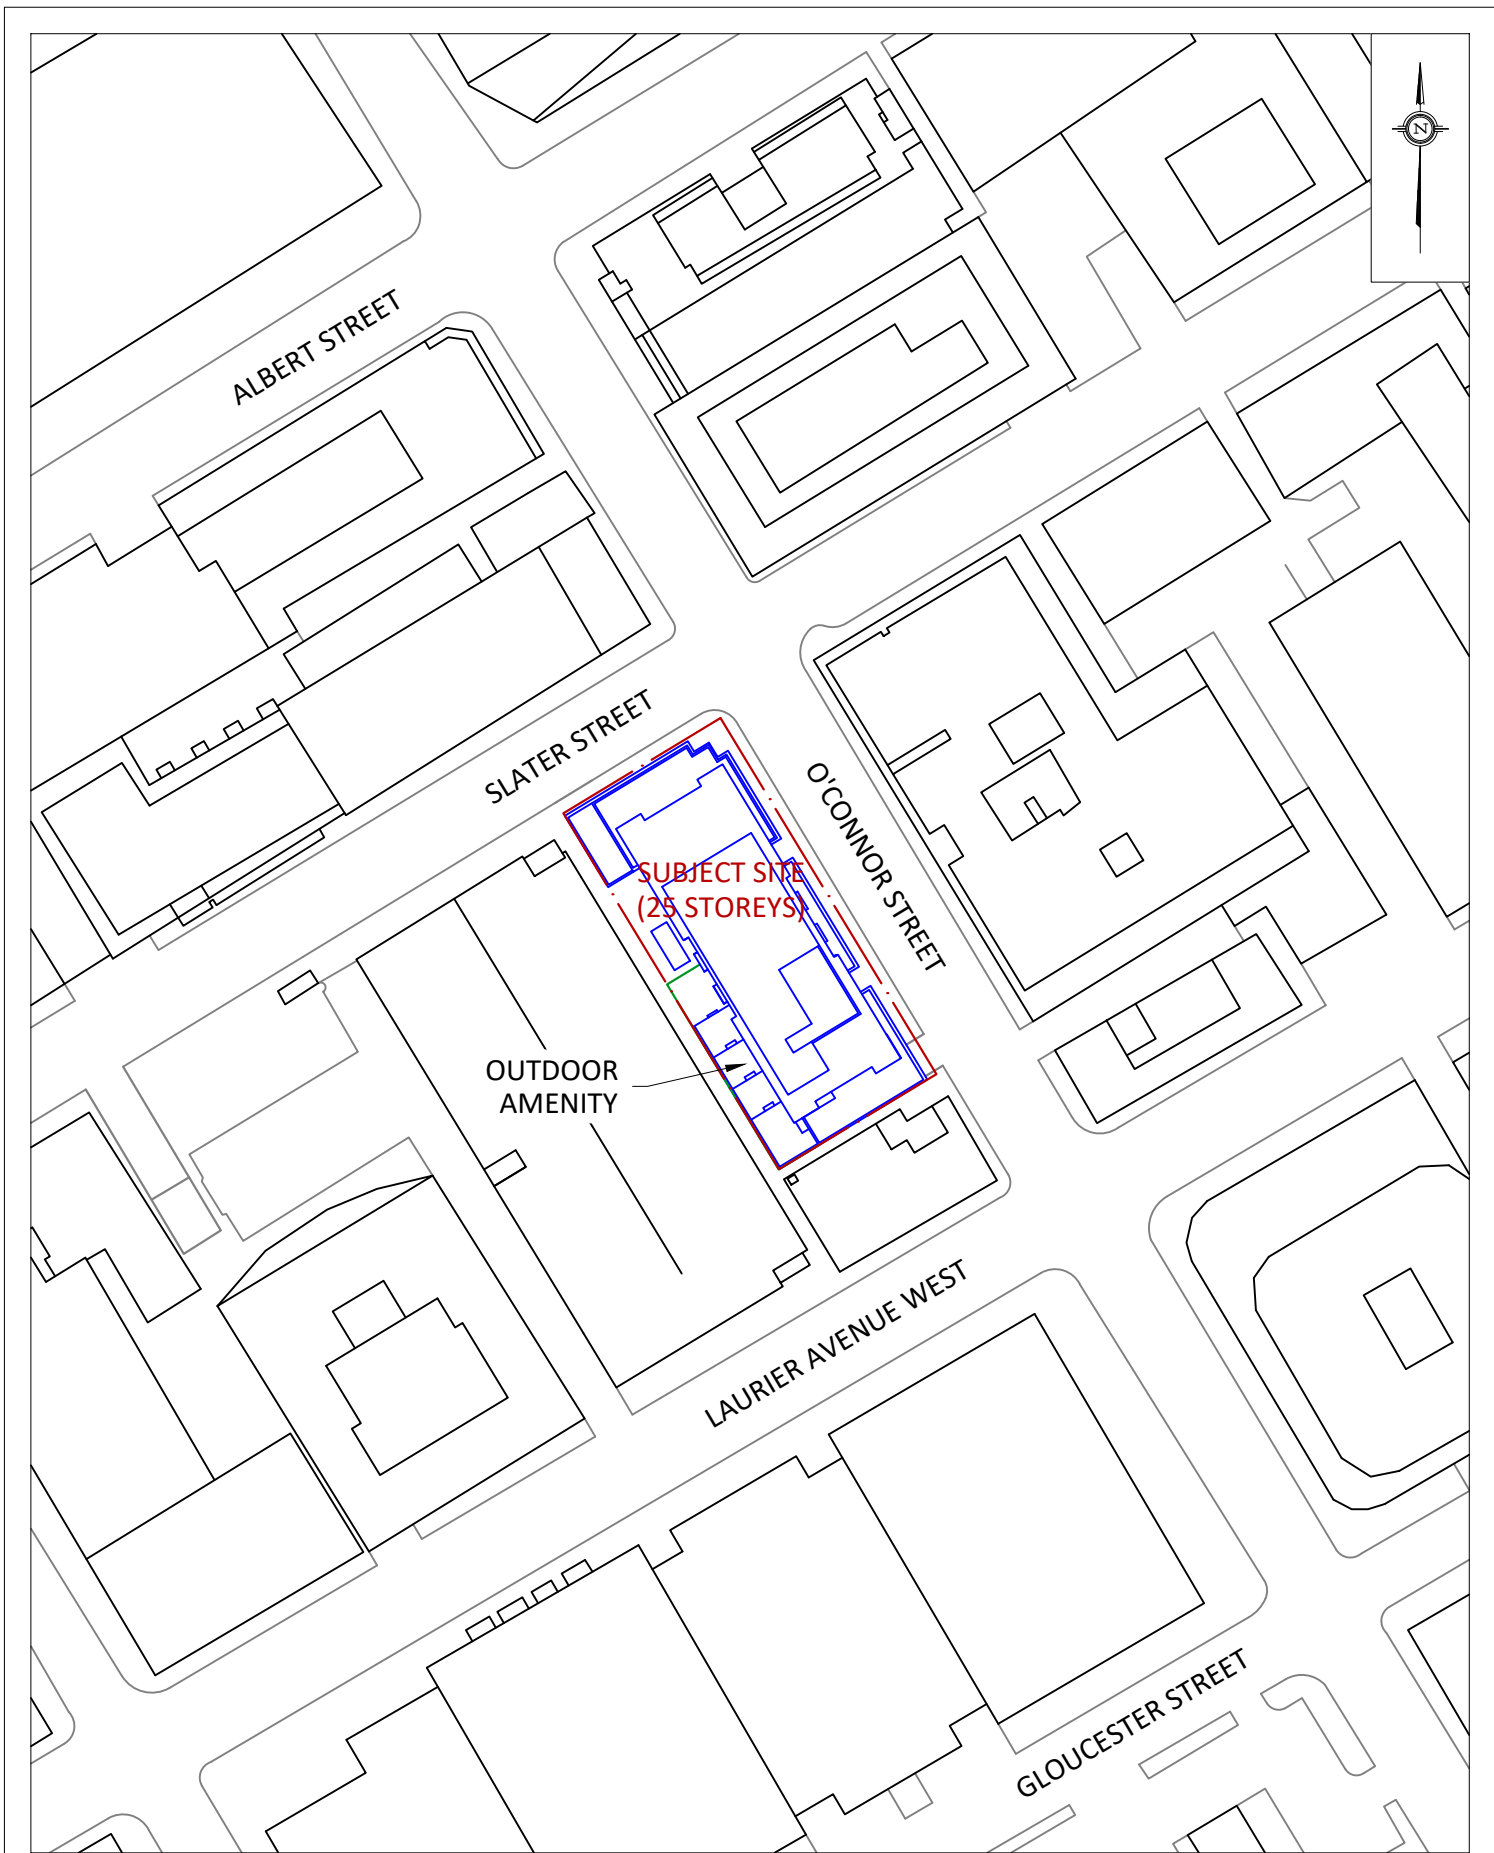 N
ALBERT STREET
SLATER STREET
O'CONNOR STREET
SUBJECT SITE
(25 STOREYS)
OUTDOOR
AMENITY
LAURIER AVENUE WEST
GLOUCESTER STREET